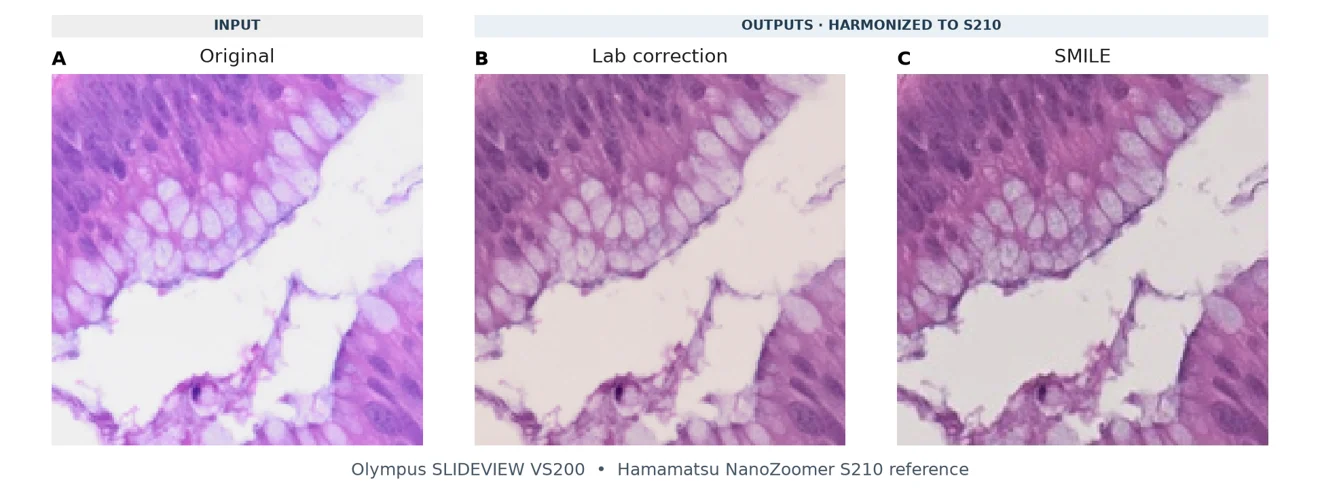 INPUT
OUTPUTS · HARMONIZED TO S210
A Original
B Lab correction
C SMILE
Olympus SLIDEVIEW VS200 • Hamamatsu NanoZoomer S210 reference